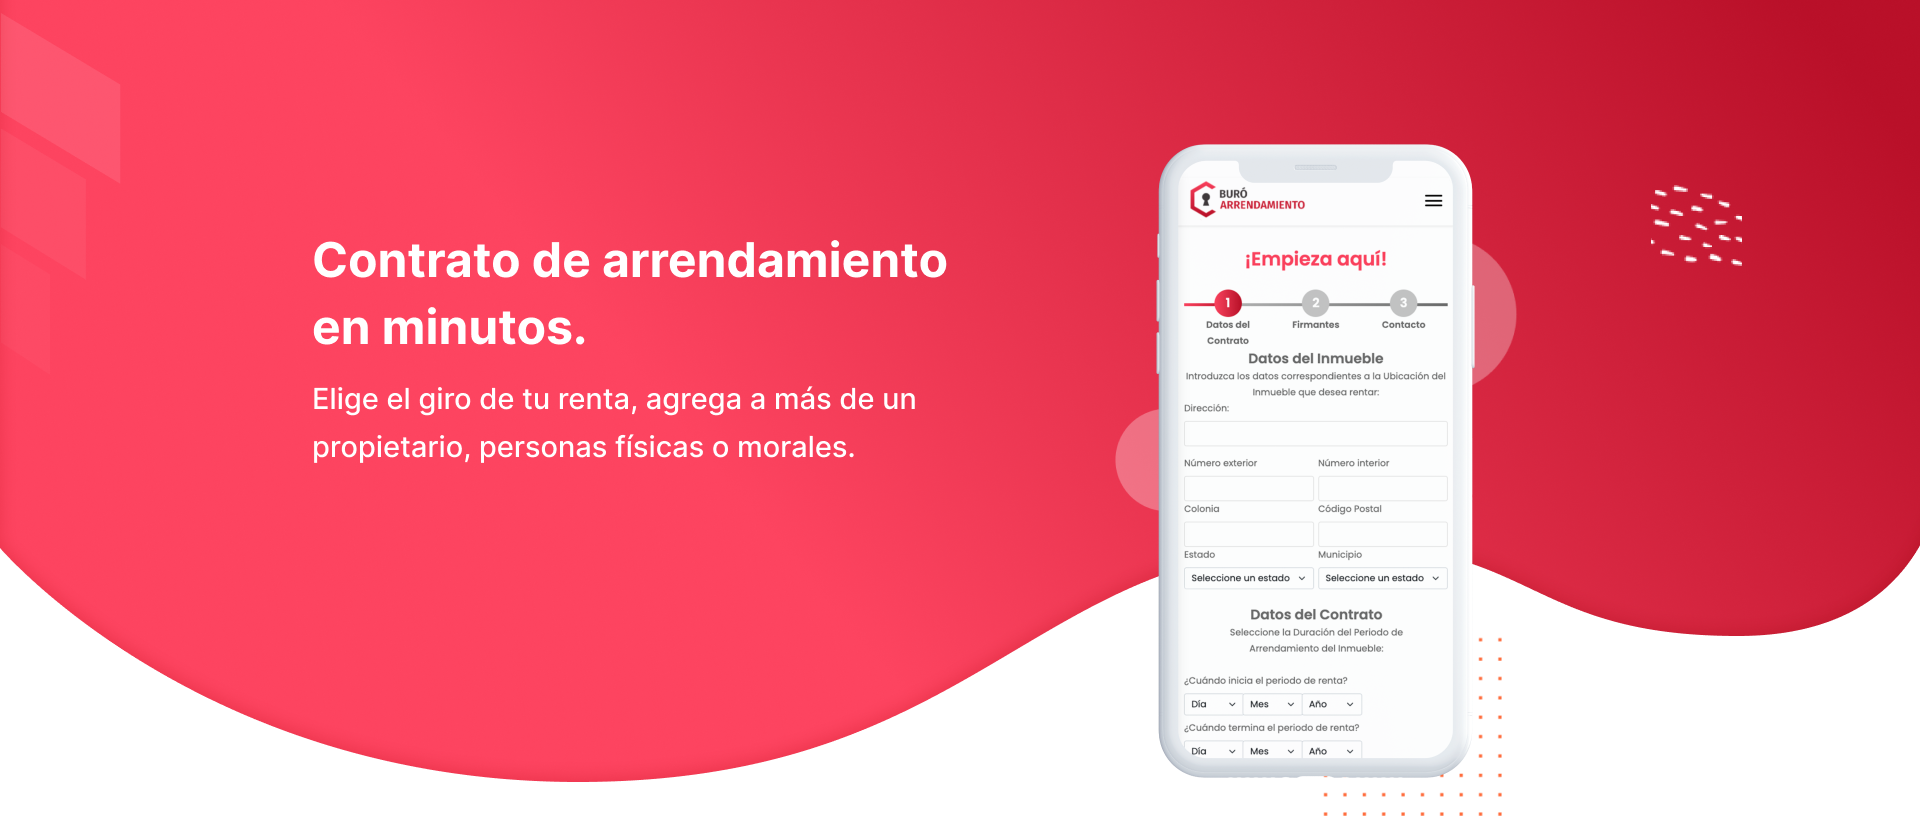 Contrato de arrendamiento
en minutos.
Elige el giro de tu renta, agrega a más de un
propietario, personas físicas o morales.
BURÓ
ARRENDAMIENTO
¡Empieza aquí!
1 2 3
Datos del Contrato Firmantes Contacto
Datos del Inmueble
Introduzca los datos correspondientes a la Ubicación del
Inmueble que desea rentar:
Dirección:
Número exterior Número interior
Colonia Código Postal
Estado Municipio
Seleccione un estado Seleccione un estado
Datos del Contrato
Seleccione la Duración del Periodo de
Arrendamiento del Inmueble:
¿Cuándo inicia el periodo de renta?
Día Mes Año
¿Cuándo termina el periodo de renta?
Día Mes Año